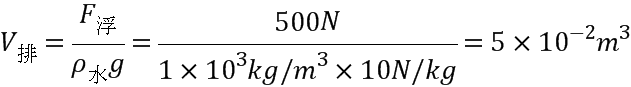 V排 = F浮/ρ水g = 500N/1 × 10³kg/m³ × 10N/kg = 5 × 10⁻²m³